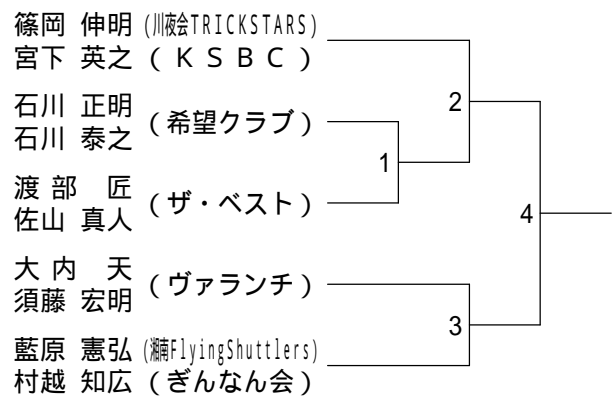 篠岡 伸明 (川崎夜会TRICKSTARS)
宮下 英之 (ＫＳＢＣ)
石川 正明
石川 泰之
(希望クラブ)
渡部 匠
佐山 真人
(ザ・ベスト)
大内 天
須藤 宏明
(ヴァランチ)
藍原 憲弘 (湘南FlyingShuttlers)
村越 知広 (ぎんなん会)
1
2
3
4